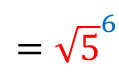 = √5⁶